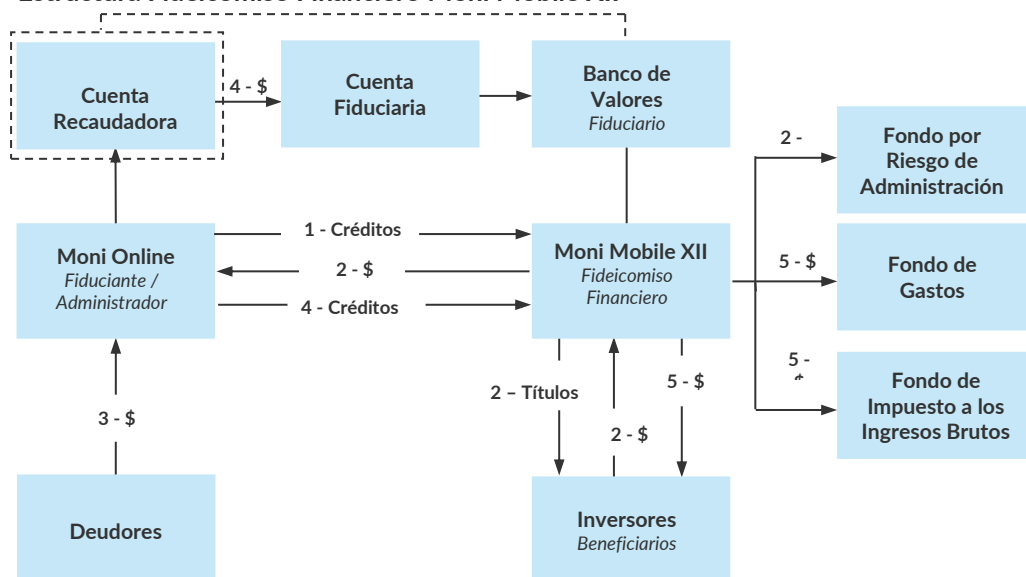 Cuenta
Recaudadora
4 - $
Cuenta
Fiduciaria
Banco de
Valores
Fiduciario
2 -
Fondo por
Riesgo de
Administración
Moni Online
Fiduciante /
Administrador
1 - Créditos
2 - $
4 - Créditos
Moni Mobile XII
Fideicomiso
Financiero
5 - $
Fondo de
Gastos
5 -
Fondo de
Impuesto a los
Ingresos Brutos
3 - $
2 – Títulos
2 - $
5 - $
Deudores
Inversores
Beneficiarios